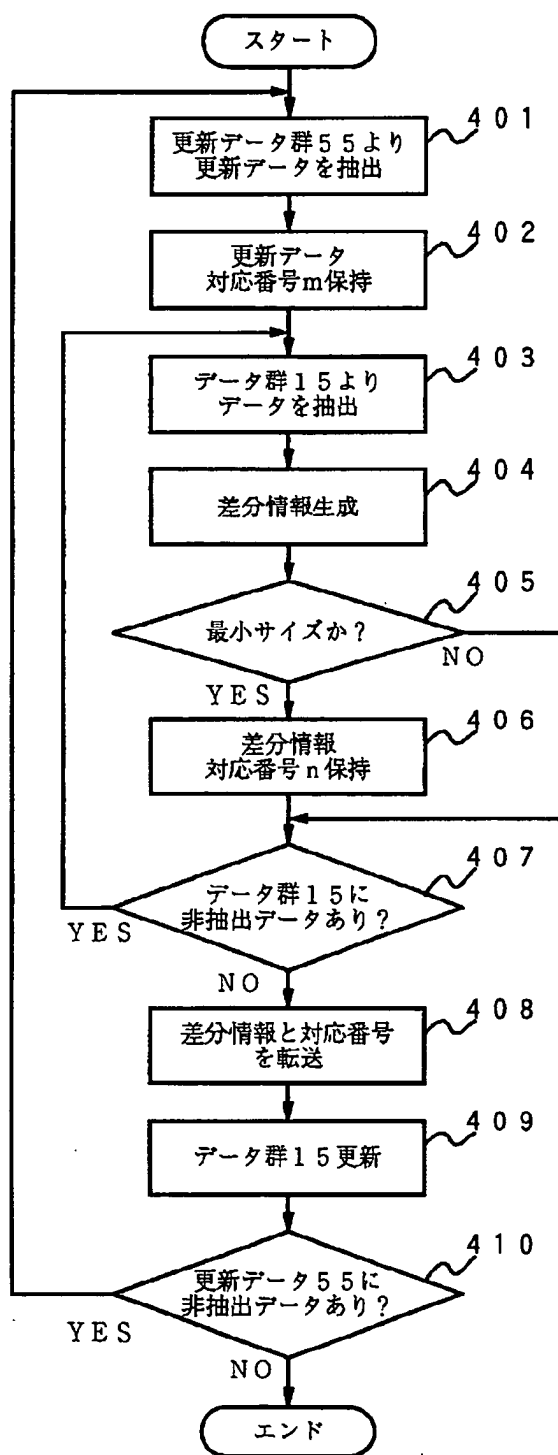 スタート
401
更新データ群55より
更新データを抽出
402
更新データ
対応番号m保持
403
データ群15より
データを抽出
404
差分情報生成
405
最小サイズか?
NO
YES
406
差分情報
対応番号n保持
407
データ群15に
非抽出データあり?
YES
NO
408
差分情報と対応番号
を転送
409
データ群15更新
410
更新データ55に
非抽出データあり?
YES
NO
エンド